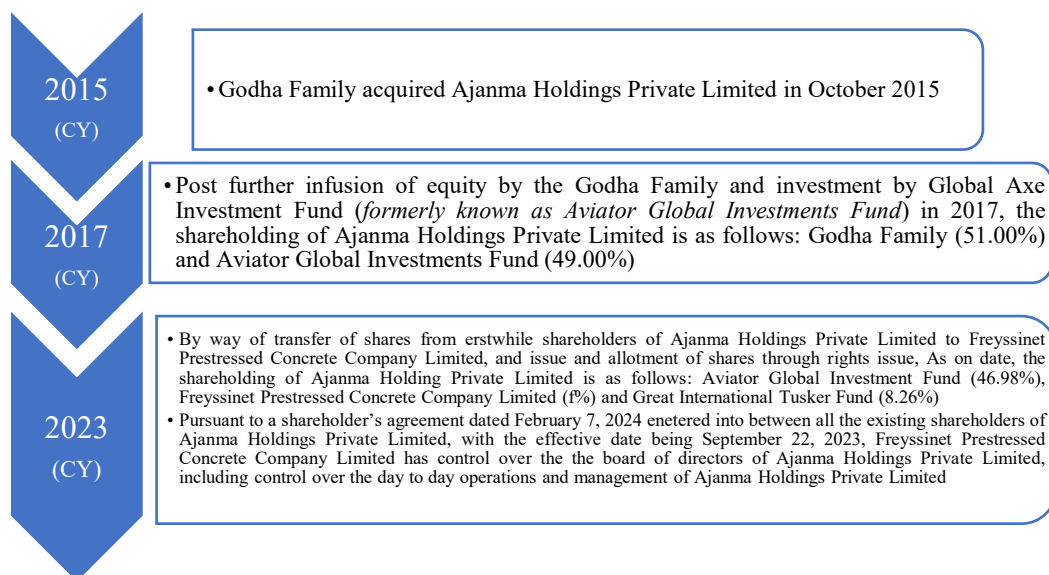 2015
(CY)
• Godha Family acquired Ajanma Holdings Private Limited in October 2015
2017
(CY)
• Post further infusion of equity by the Godha Family and investment by Global Axe
Investment Fund (formerly known as Aviator Global Investments Fund) in 2017, the
shareholding of Ajanma Holdings Private Limited is as follows: Godha Family (51.00%)
and Aviator Global Investments Fund (49.00%)
2023
(CY)
• By way of transfer of shares from erstwhile shareholders of Ajanma Holdings Private Limited to Freyssinet
Prestressed Concrete Company Limited, and issue and allotment of shares through rights issue, As on date, the
shareholding of Ajanma Holding Private Limited is as follows: Aviator Global Investment Fund (46.98%),
Freyssinet Prestressed Concrete Company Limited (f%) and Great International Tusker Fund (8.26%)
• Pursuant to a shareholder’s agreement dated February 7, 2024 enetered into between all the existing shareholders of
Ajanma Holdings Private Limited, with the effective date being September 22, 2023, Freyssinet Prestressed
Concrete Company Limited has control over the the board of directors of Ajanma Holdings Private Limited,
including control over the day to day operations and management of Ajanma Holdings Private Limited